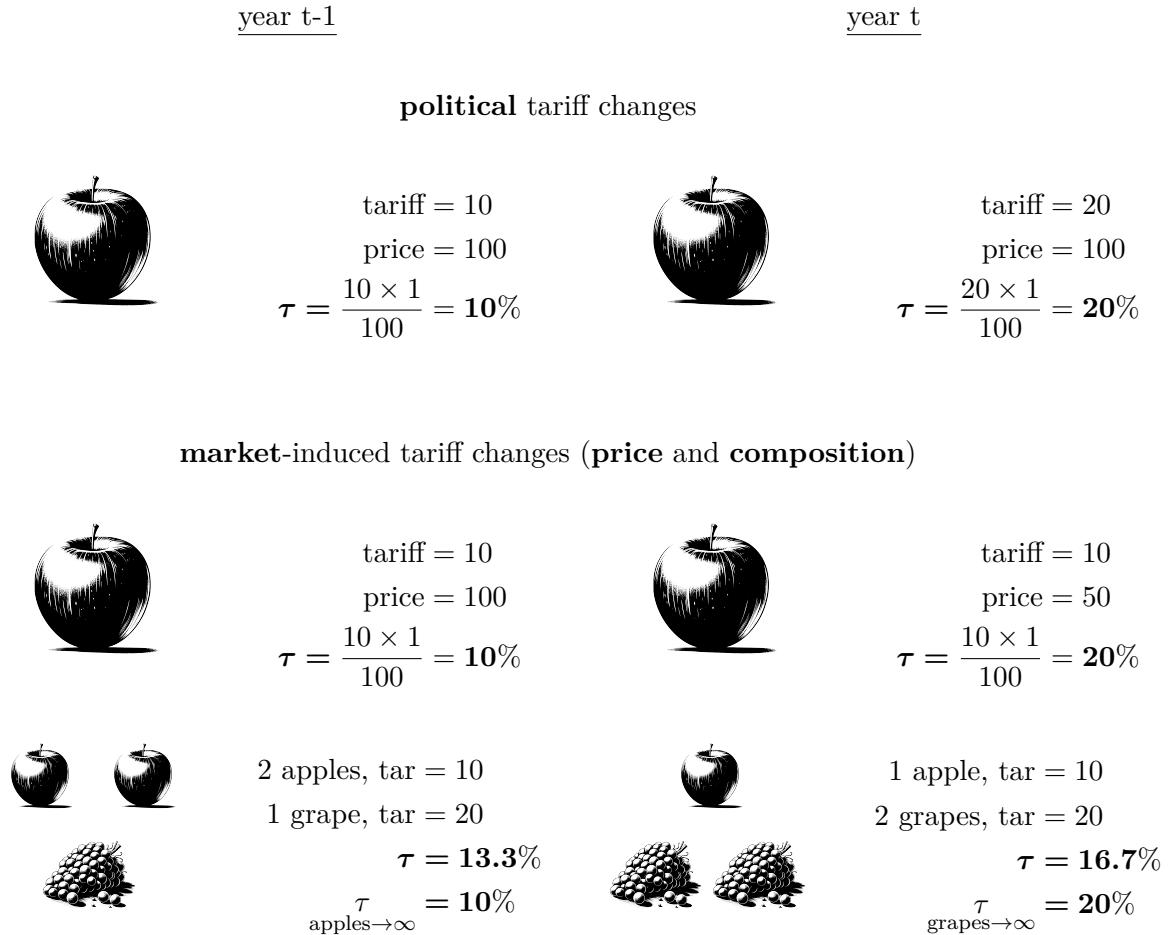 year t-1 year t
political tariff changes
tariff = 10 tariff = 20
price = 100 price = 100
τ = 10 × 1 / 100 = 10% τ = 20 × 1 / 100 = 20%
market-induced tariff changes (price and composition)
tariff = 10 tariff = 10
price = 100 price = 50
τ = 10 × 1 / 100 = 10% τ = 10 × 1 / 100 = 20%
2 apples, tar = 10 1 apple, tar = 10
1 grape, tar = 20 2 grapes, tar = 20
τ = 13.3% τ = 16.7%
τ apples→∞ = 10% τ grapes→∞ = 20%